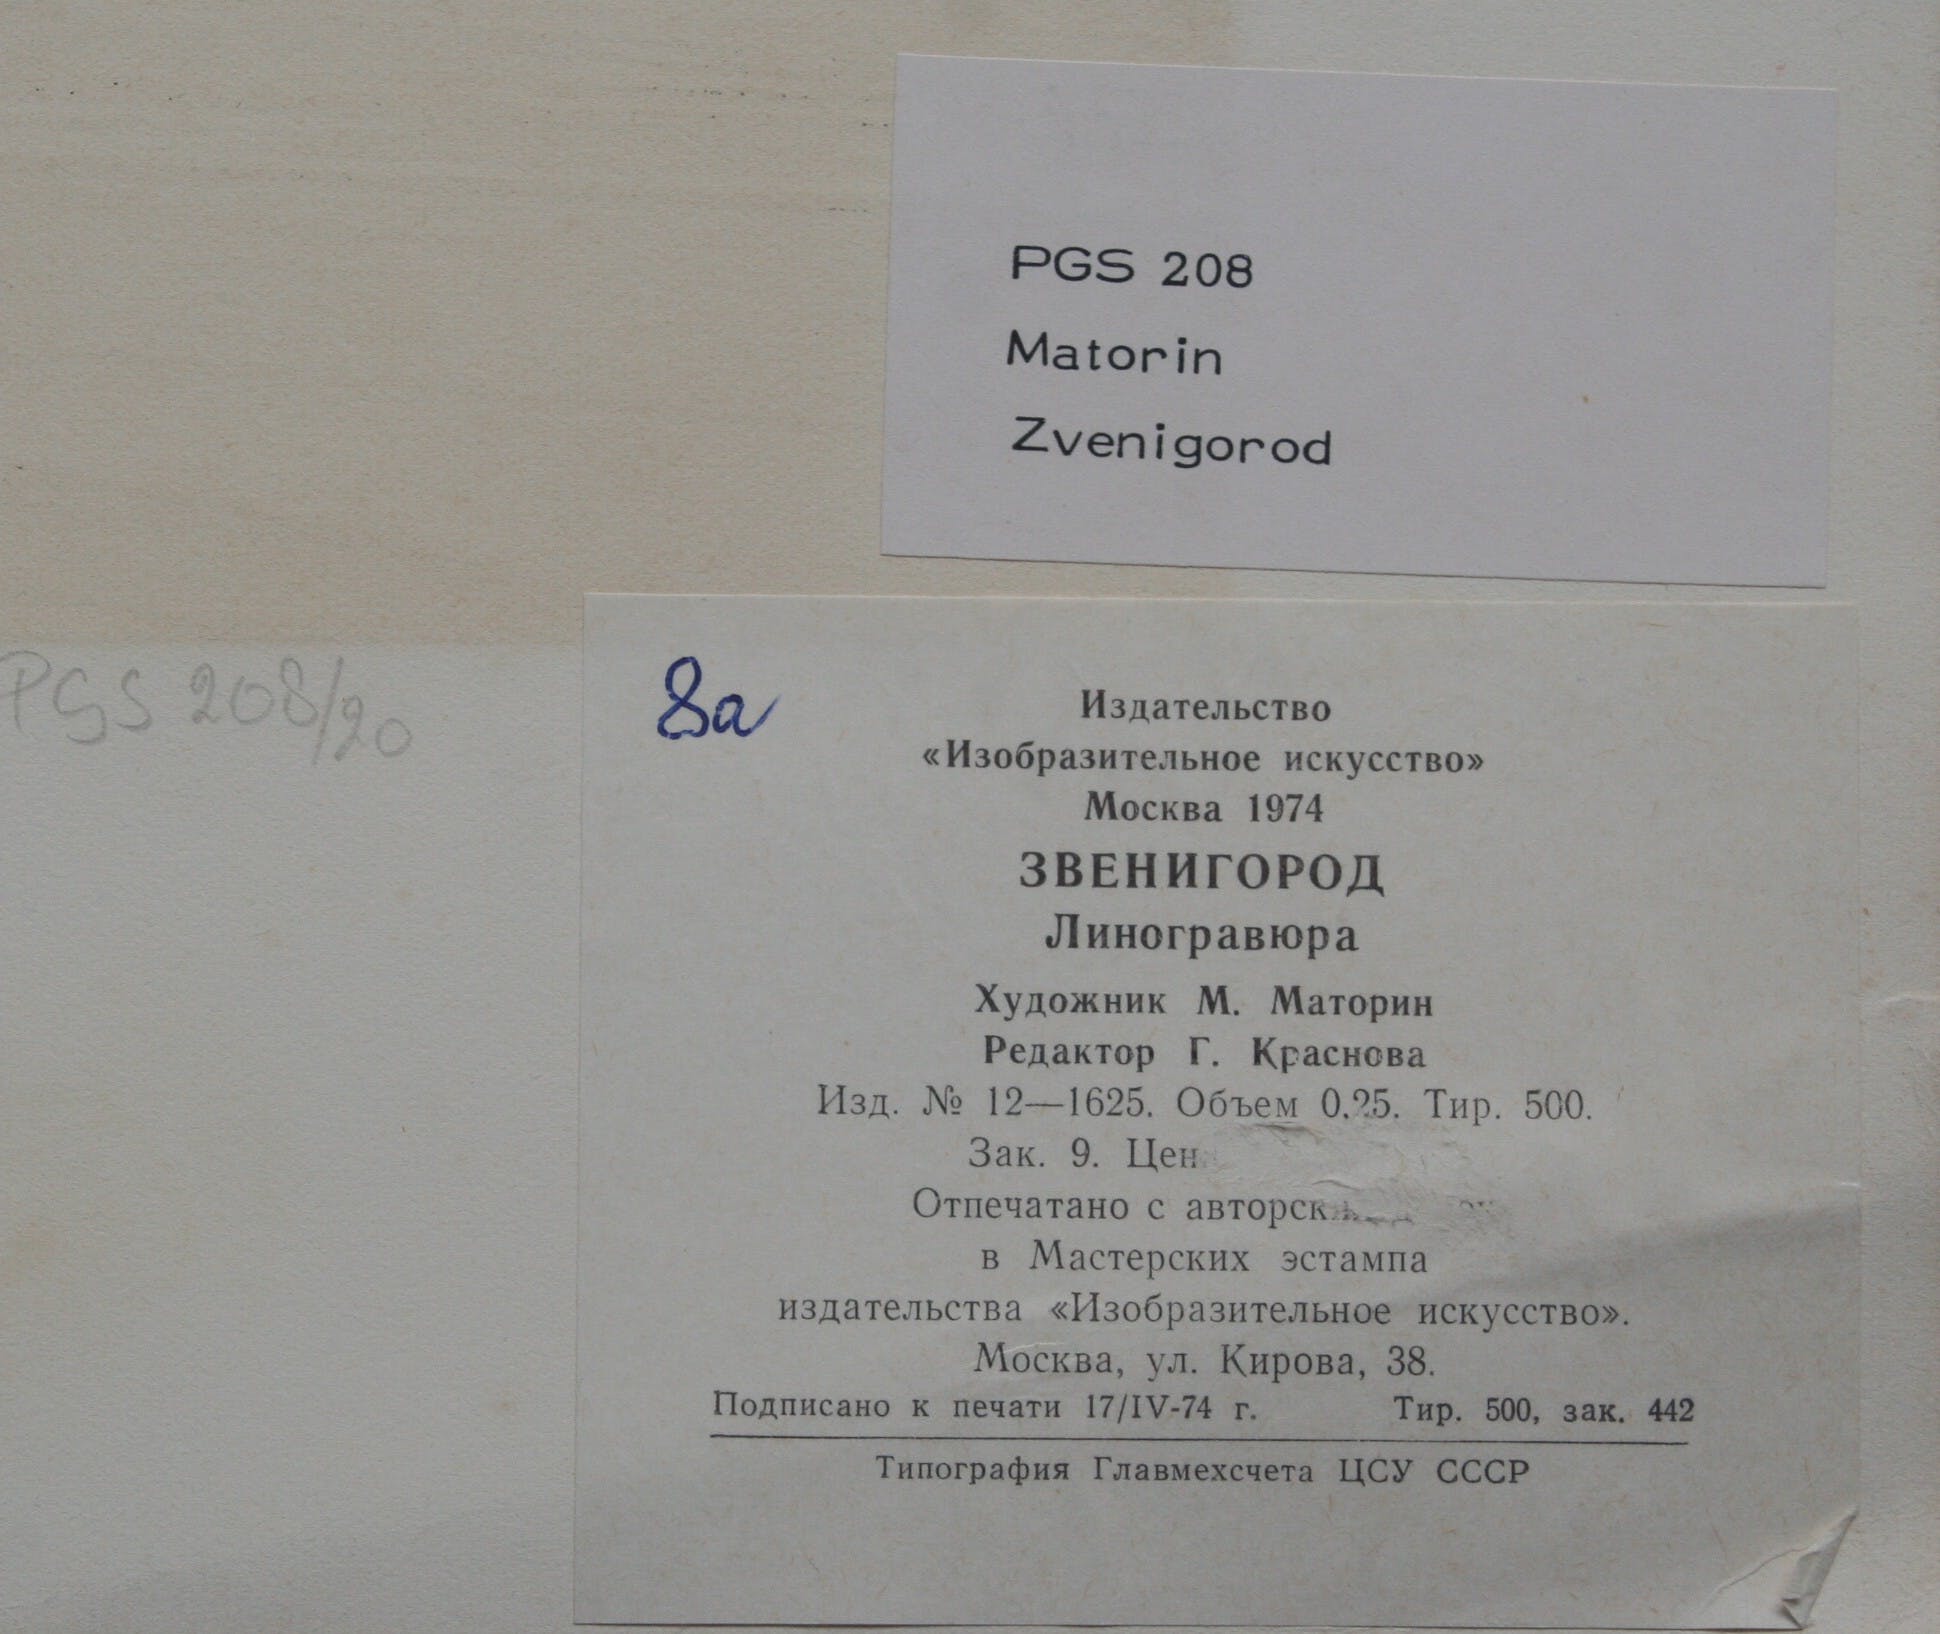 PGS 208
Matorin
Zvenigorod
PGS 208/20
8a
Издательство
«Изобразительное искусство»
Москва 1974
ЗВЕНИГОРОД
Линогравюра
Художник М. Маторин
Редактор Г. Краснова
Изд. № 12—1625. Объем 0,25. Тир. 500.
Зак. 9.
Отпечатано с
в Мастерских эстампа
издательства «Изобразительное искусство».
Москва, ул. Кирова, 38.
Подписано к печати 17/IV-74 г. Тир. 500, зак. 442
Типография Главмехсчета ЦСУ СССР